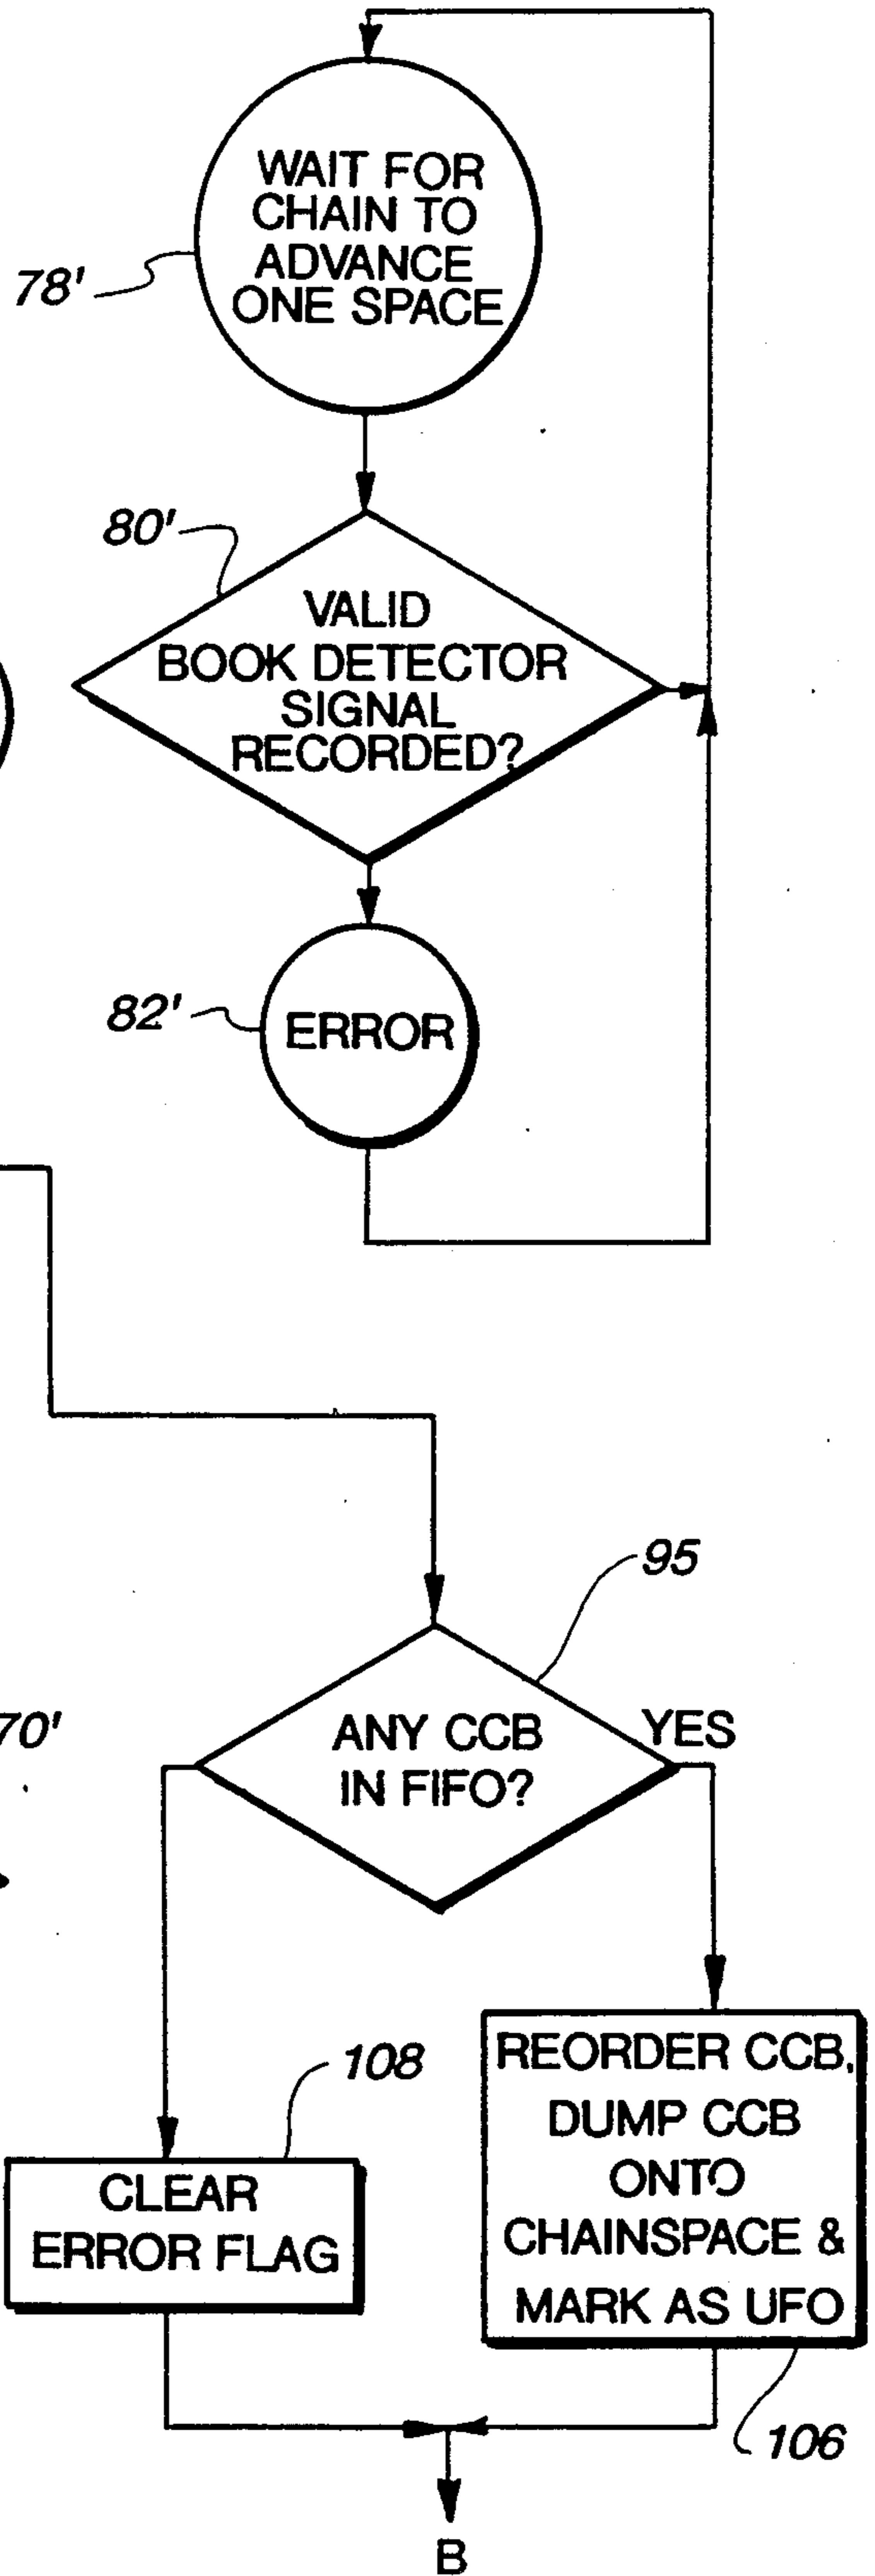 WAIT FOR
CHAIN TO
ADVANCE
ONE SPACE
78'
80'
VALID
BOOK DETECTOR
SIGNAL
RECORDED?
82'
ERROR
95
70'
ANY CCB
IN FIFO?
YES
108
CLEAR
ERROR FLAG
REORDER CCB,
DUMP CCB
ONTO
CHAINSPACE &
MARK AS UFO
106
B